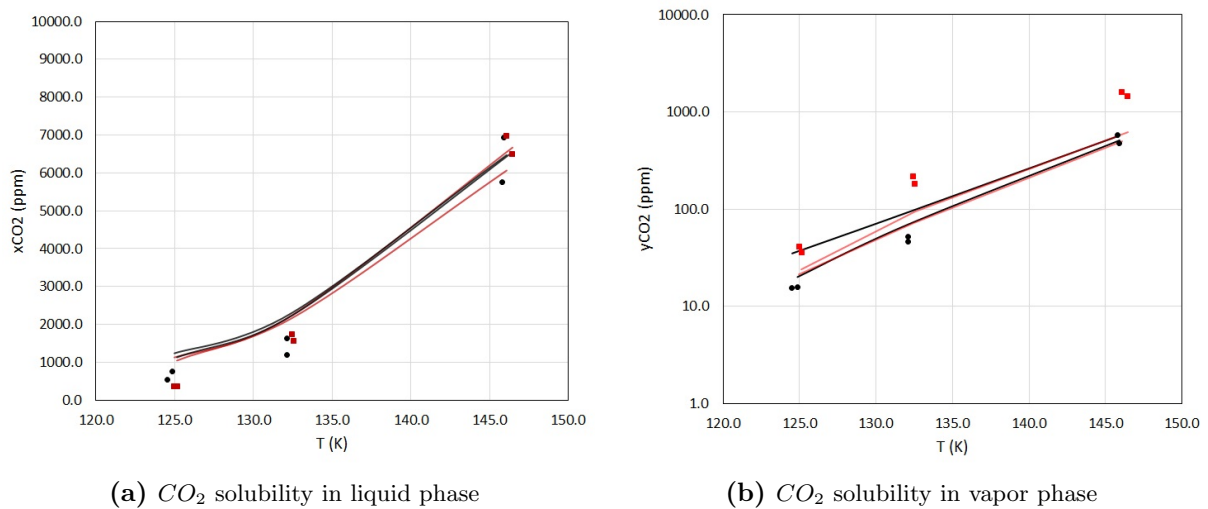 10000.0
9000.0
8000.0
7000.0
6000.0
5000.0
4000.0
3000.0
2000.0
1000.0
0.0
xCO2 (ppm)
120.0 125.0 130.0 135.0 140.0 145.0 150.0
T (K)
(a) CO₂ solubility in liquid phase
10000.0
1000.0
100.0
10.0
1.0
yCO2 (ppm)
120.0 125.0 130.0 135.0 140.0 145.0 150.0
T (K)
(b) CO₂ solubility in vapor phase